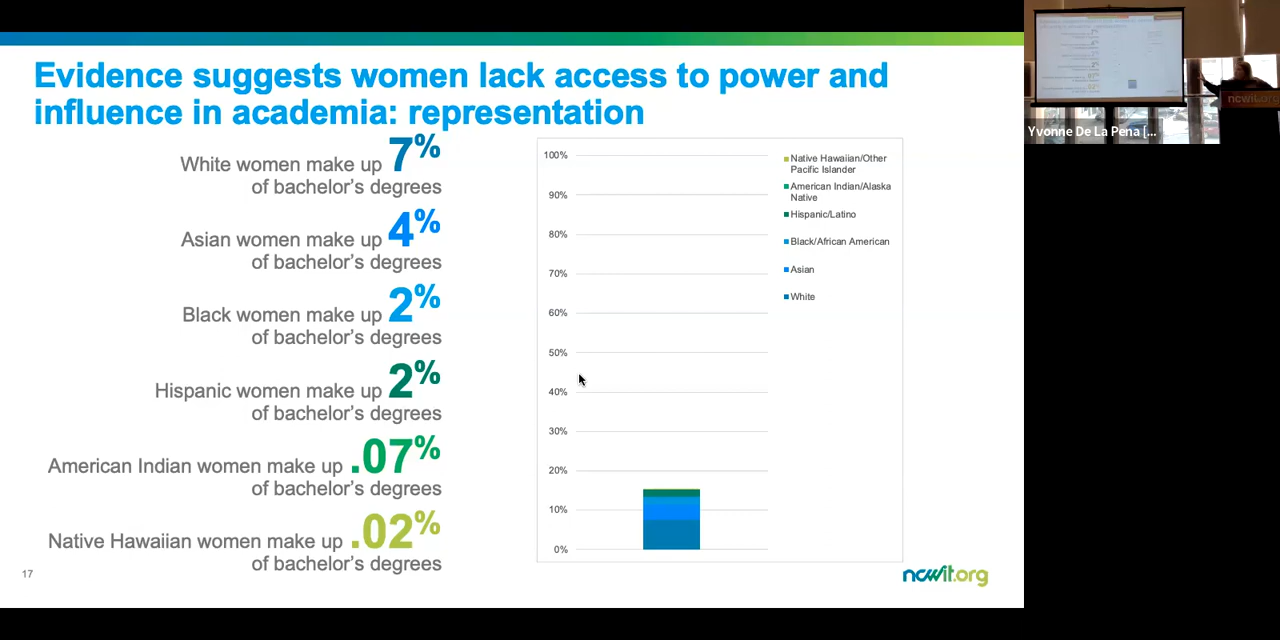 Evidence suggests women lack access to power and
influence in academia: representation
White women make up 7%
of bachelor's degrees
Asian women make up 4%
of bachelor's degrees
Black women make up 2%
of bachelor's degrees
Hispanic women make up 2%
of bachelor's degrees
American Indian women make up .07%
of bachelor's degrees
Native Hawaiian women make up .02%
of bachelor's degrees
100%
90%
80%
70%
60%
50%
40%
30%
20%
10%
0%
Native Hawaiian/Other
Pacific Islander
American Indian/Alaska
Native
Hispanic/Latino
Black/African American
Asian
White
17
ncwit.org
Yvonne De La Pena [...
ncwit.org